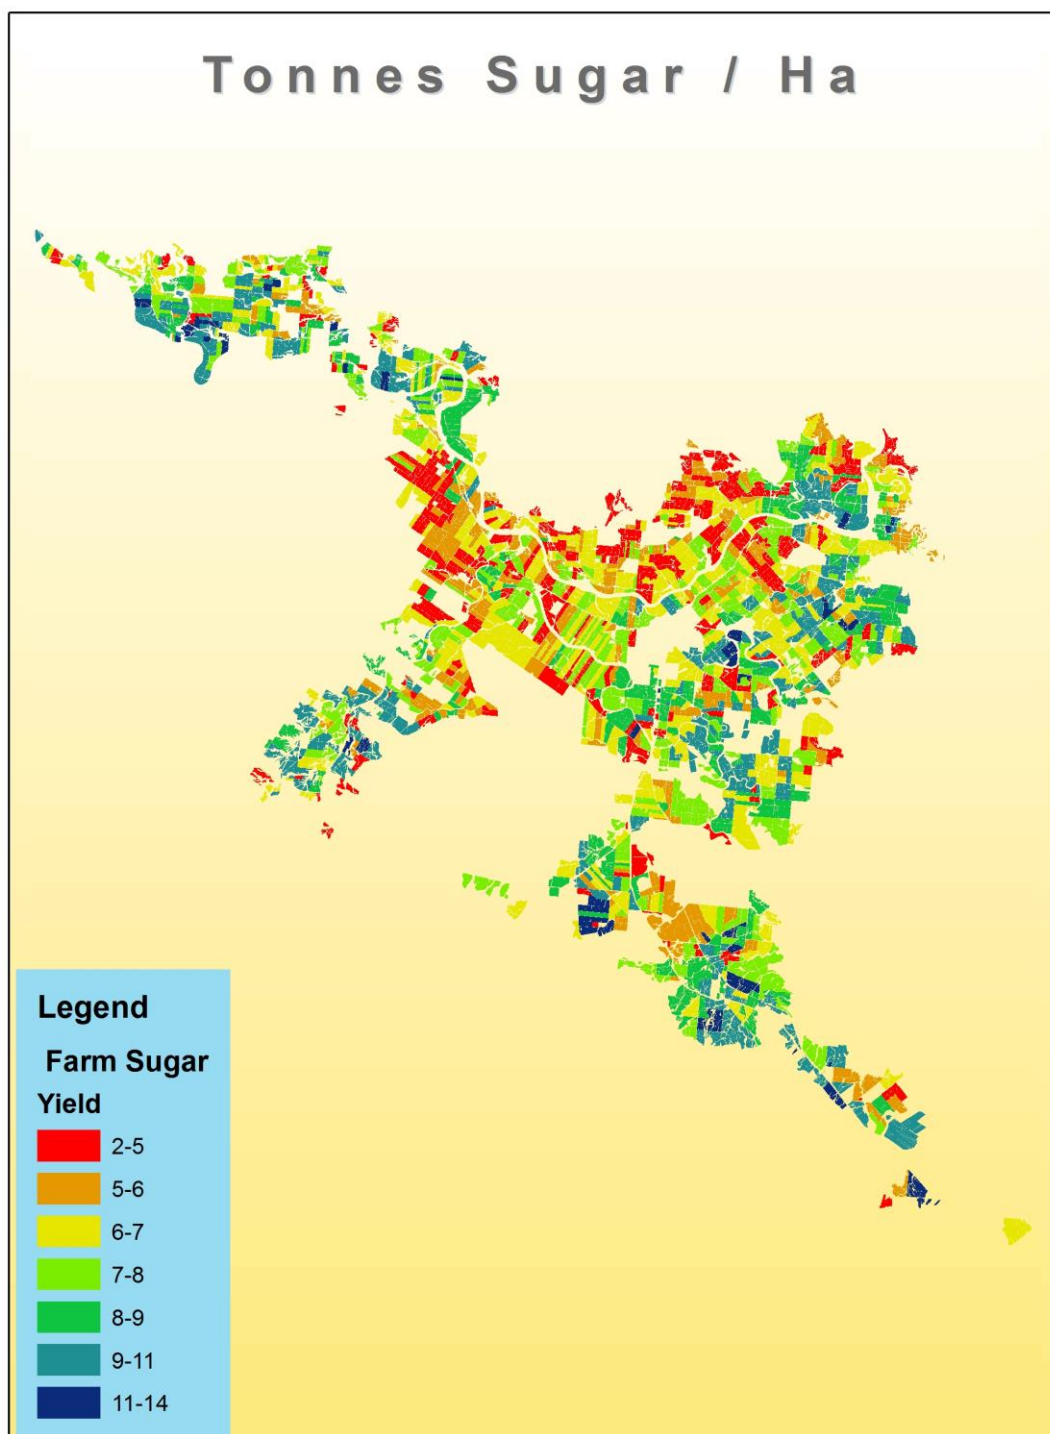 Tonnes Sugar / Ha
Legend
Farm Sugar
Yield
2-5
5-6
6-7
7-8
8-9
9-11
11-14